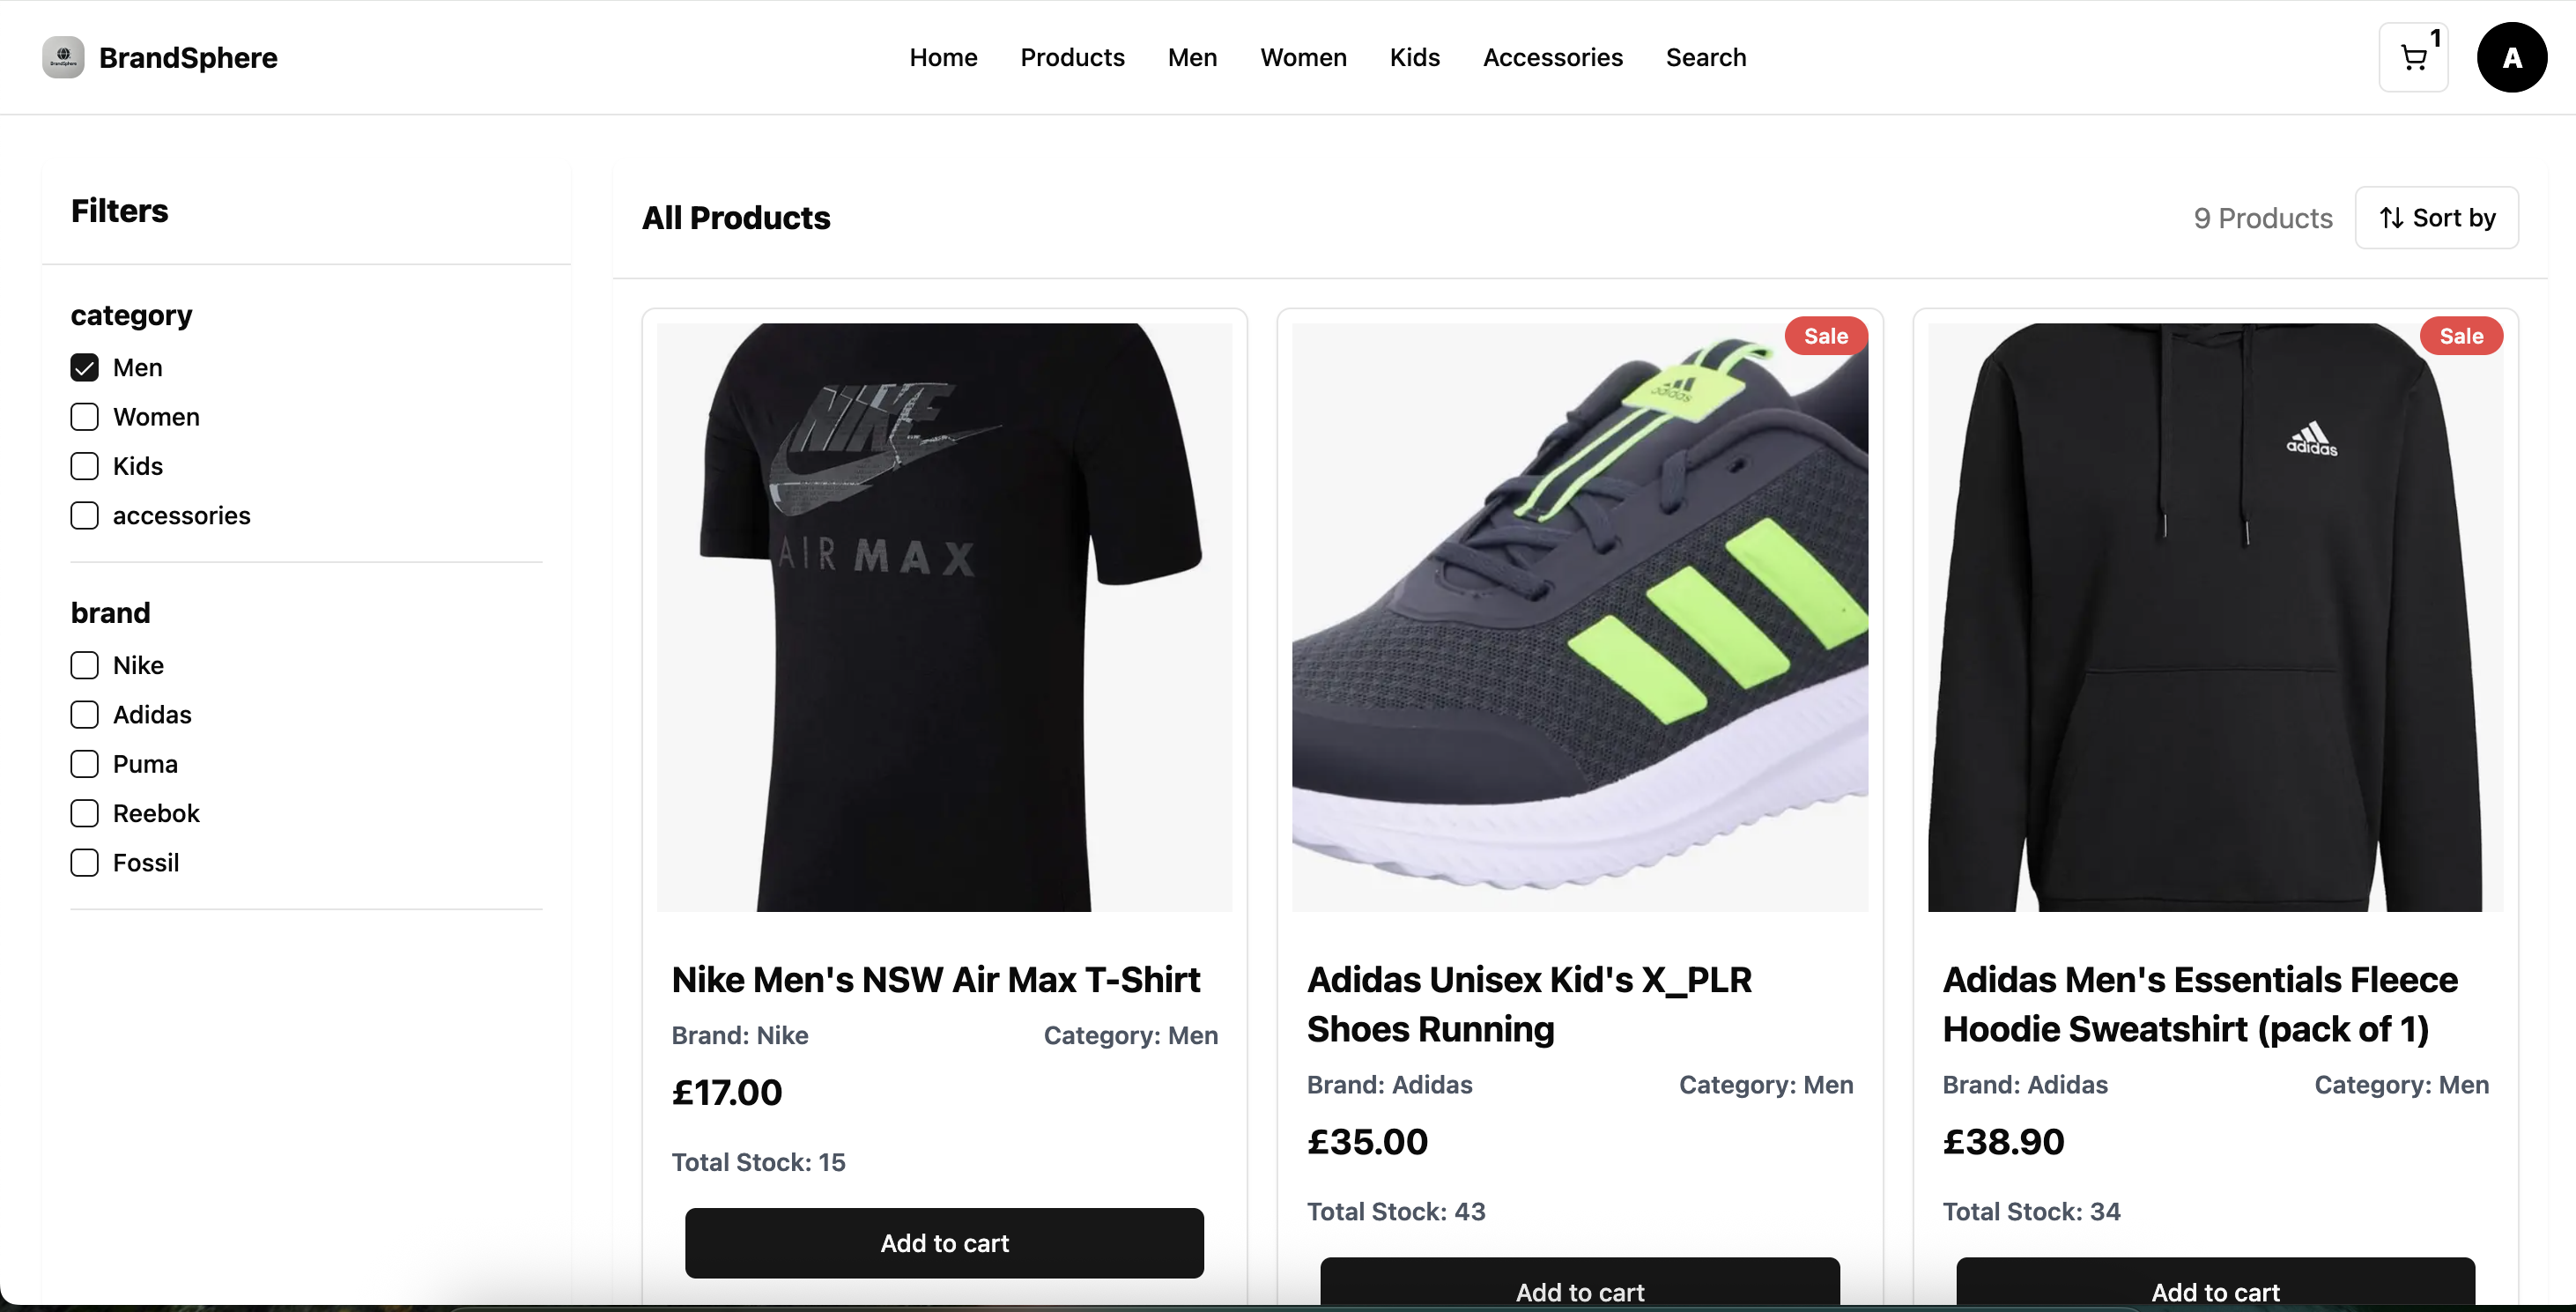 BrandSphere
Home Products Men Women Kids Accessories Search
1
A
Filters
category
Men
Women
Kids
accessories
brand
Nike
Adidas
Puma
Reebok
Fossil
All Products
9 Products
Sort by
NIKE
AIR MAX
Nike Men's NSW Air Max T-Shirt
Brand: Nike Category: Men
£17.00
Total Stock: 15
Add to cart
Sale
adidas
Adidas Unisex Kid's X_PLR
Shoes Running
Brand: Adidas Category: Men
£35.00
Total Stock: 43
Add to cart
Sale
adidas
Adidas Men's Essentials Fleece
Hoodie Sweatshirt (pack of 1)
Brand: Adidas Category: Men
£38.90
Total Stock: 34
Add to cart